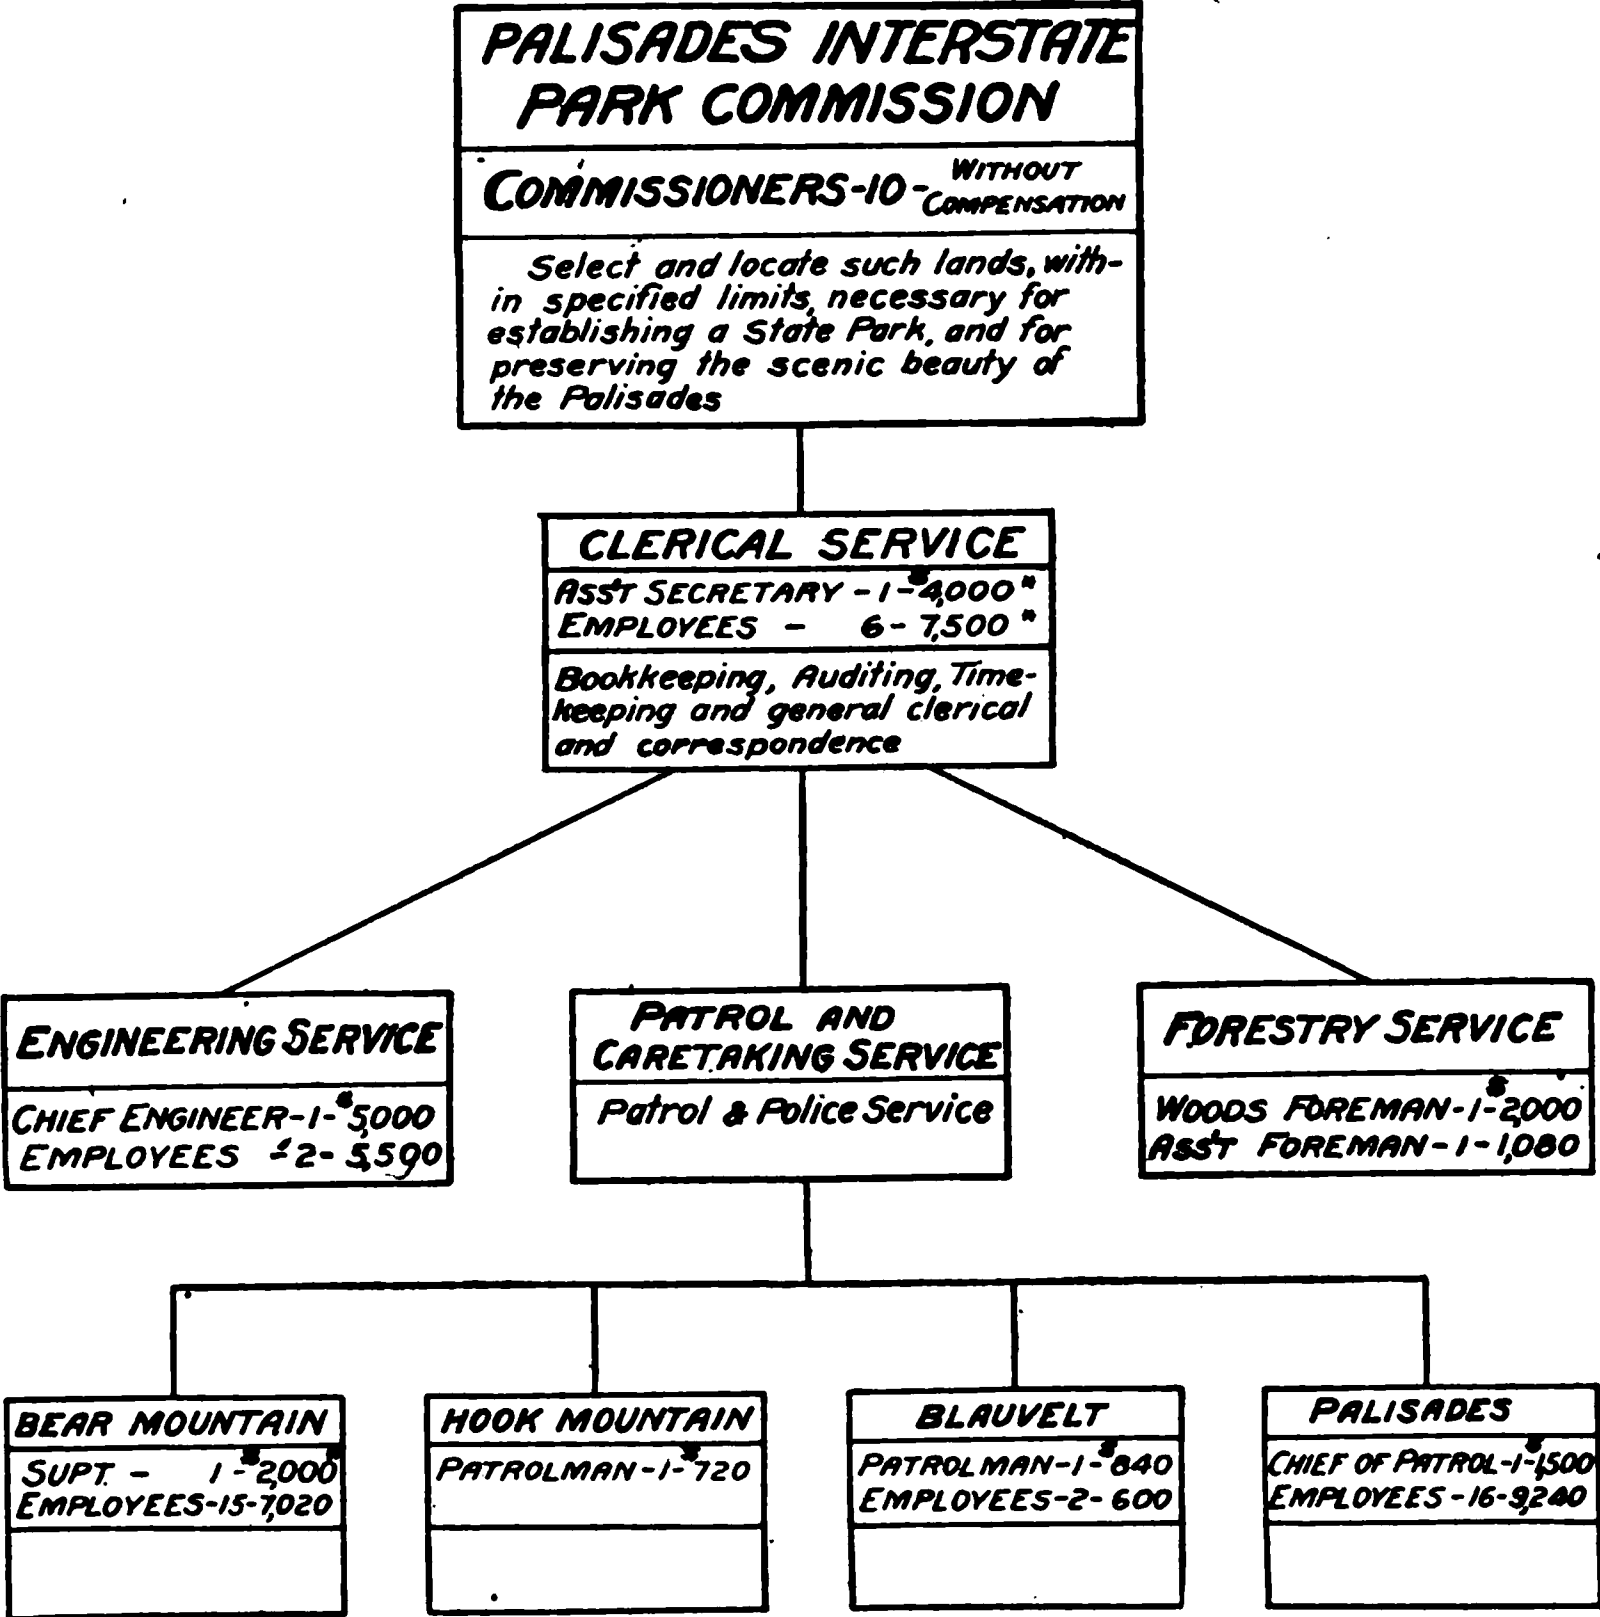 PALISADES INTERSTATE
PARK COMMISSION
COMMISSIONERS-10- WITHOUT COMPENSATION
Select and locate such lands, with-
in specified limits, necessary for
establishing a State Park, and for
preserving the scenic beauty of
the Palisades
CLERICAL SERVICE
ASS'T SECRETARY - 1 - $4,000 "
EMPLOYEES - 6 - 7,500 "
Bookkeeping, Auditing, Time-
keeping and general clerical
and correspondence
ENGINEERING SERVICE
CHIEF ENGINEER-1-$5,000
EMPLOYEES - 2 - 5,590
PATROL AND
CARETAKING SERVICE
Patrol & Police Service
FORESTRY SERVICE
WOODS FOREMAN-1-$2,000
ASS'T FOREMAN-1-1,080
BEAR MOUNTAIN
SUPT. - 1 - $2,000"
EMPLOYEES-15-7,020
HOOK MOUNTAIN
PATROLMAN-1-$720
BLAUVELT
PATROLMAN-1-$840
EMPLOYEES-2-600
PALISADES
CHIEF OF PATROL-1-$1,500
EMPLOYEES-16-9,240